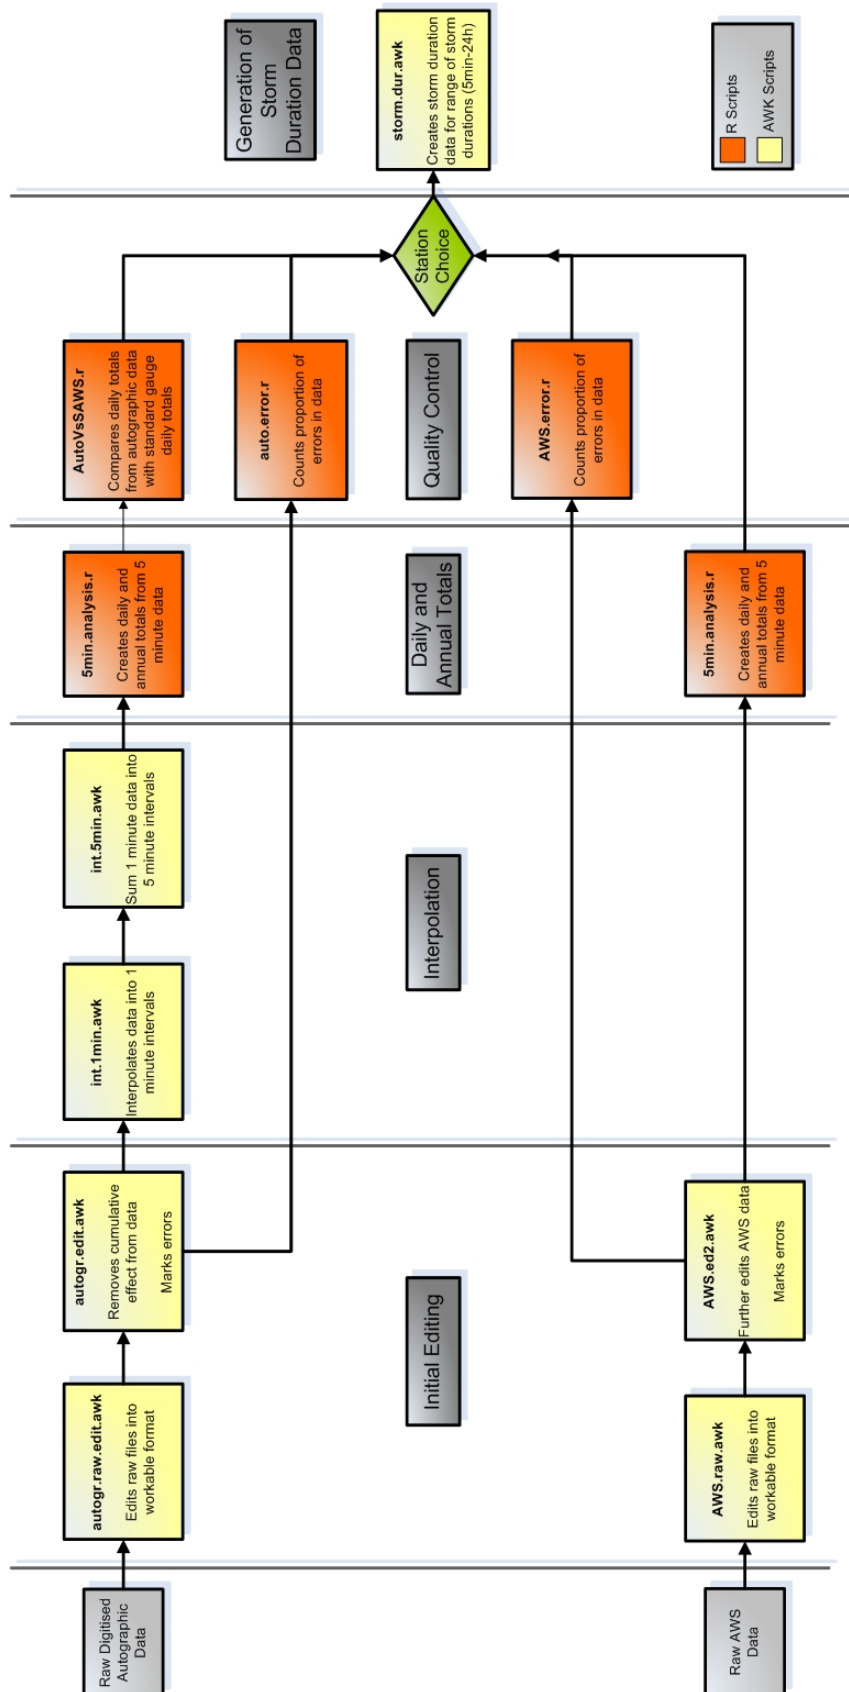 Raw Digitised
Autographic
Data
autogr.raw.edit.awk
Edits raw files into
workable format
autogr.edit.awk
Removes cumulative
effect from data
Marks errors
int.1min.awk
Interpolates data into 1
minute intervals
int.5min.awk
Sum 1 minute data into
5 minute intervals
5min.analysis.r
Creates daily and
annual totals from 5
minute data
AutoVsSAWS.r
Compares daily totals
from autographic data
with standard gauge
daily totals
auto.error.r
Counts proportion of
errors in data
Generation of
Storm
Duration Data
Initial Editing
Interpolation
Daily and
Annual Totals
Quality Control
Station
Choice
storm.dur.awk
Creates storm duration
data for range of storm
durations (5min-24h)
AWS.error.r
Counts proportion of
errors in data
Raw AWS
Data
AWS.raw.awk
Edits raw files into
workable format
AWS.ed2.awk
Further edits AWS data
Marks errors
5min.analysis.r
Creates daily and
annual totals from 5
minute data
R Scripts
AWK Scripts